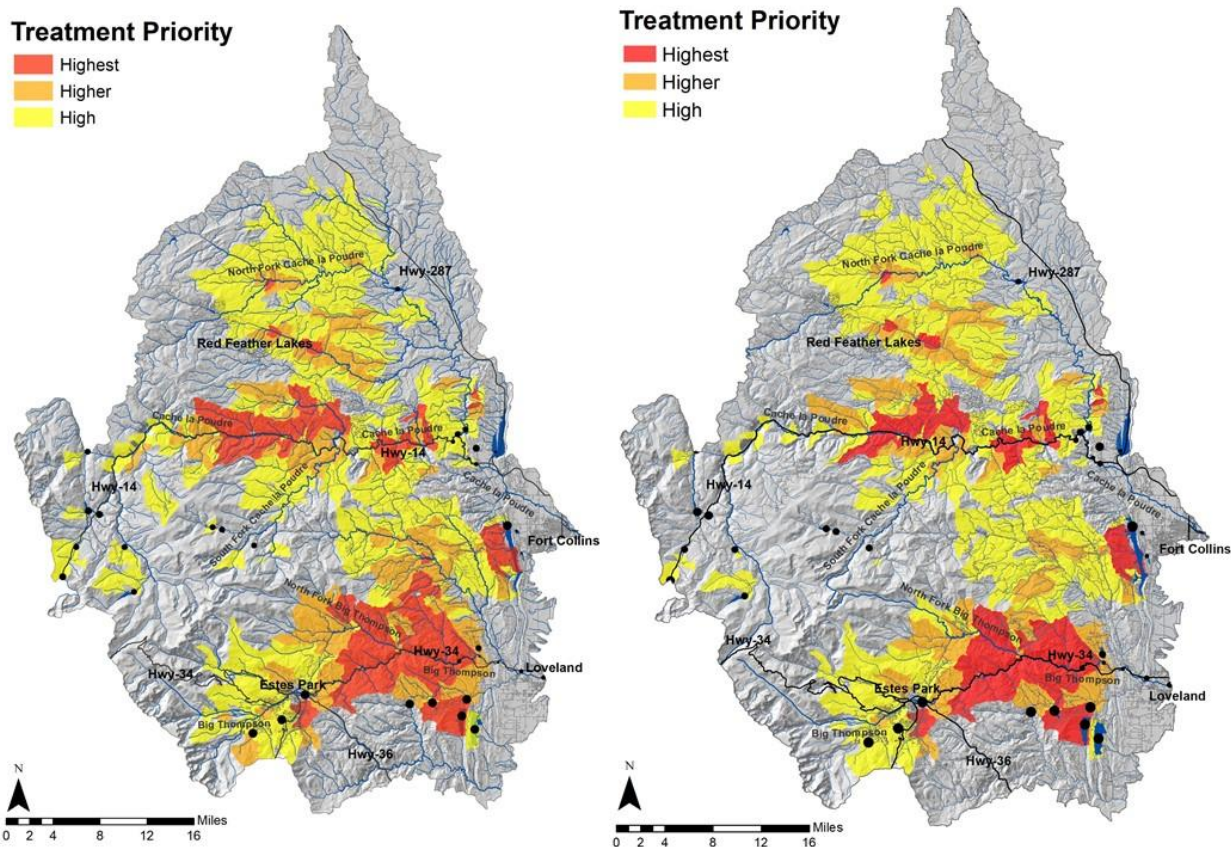 Treatment Priority
Highest
Higher
High
North Fork Cache la Poudre
Hwy-287
Red Feather Lakes
Cache la Poudre
Cache la Poudre
Hwy-14
Hwy-14
South Fork Cache la Poudre
Cache la Poudre
Fort Collins
North Fork Big Thompson
Hwy-34
Big Thompson
Hwy-34
Loveland
Estes Park
Big Thompson
Hwy-36
N
Miles
0 2 4 8 12 16
Treatment Priority
Highest
Higher
High
North Fork Cache la Poudre
Hwy-287
Red Feather Lakes
Cache la Poudre
Cache la Poudre
Hwy-14
Hwy-14
South Fork Cache la Poudre
Cache la Poudre
Fort Collins
North Fork Big Thompson
Hwy-34
Hwy-34
Big Thompson
Loveland
Estes Park
Big Thompson
Hwy-36
N
Miles
0 2 4 8 12 16